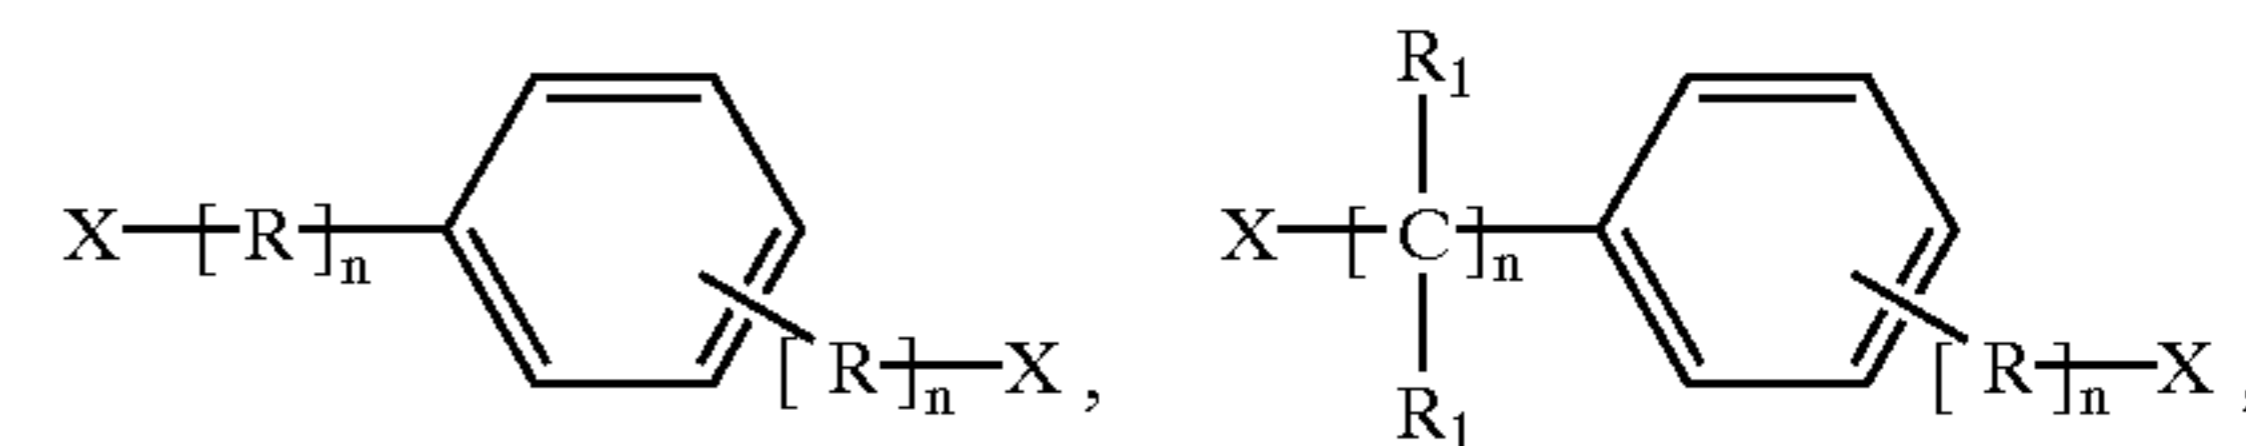 R1
X [ R ]n X [ C ]n
[ R ]n X , R1 [ R ]n X ,